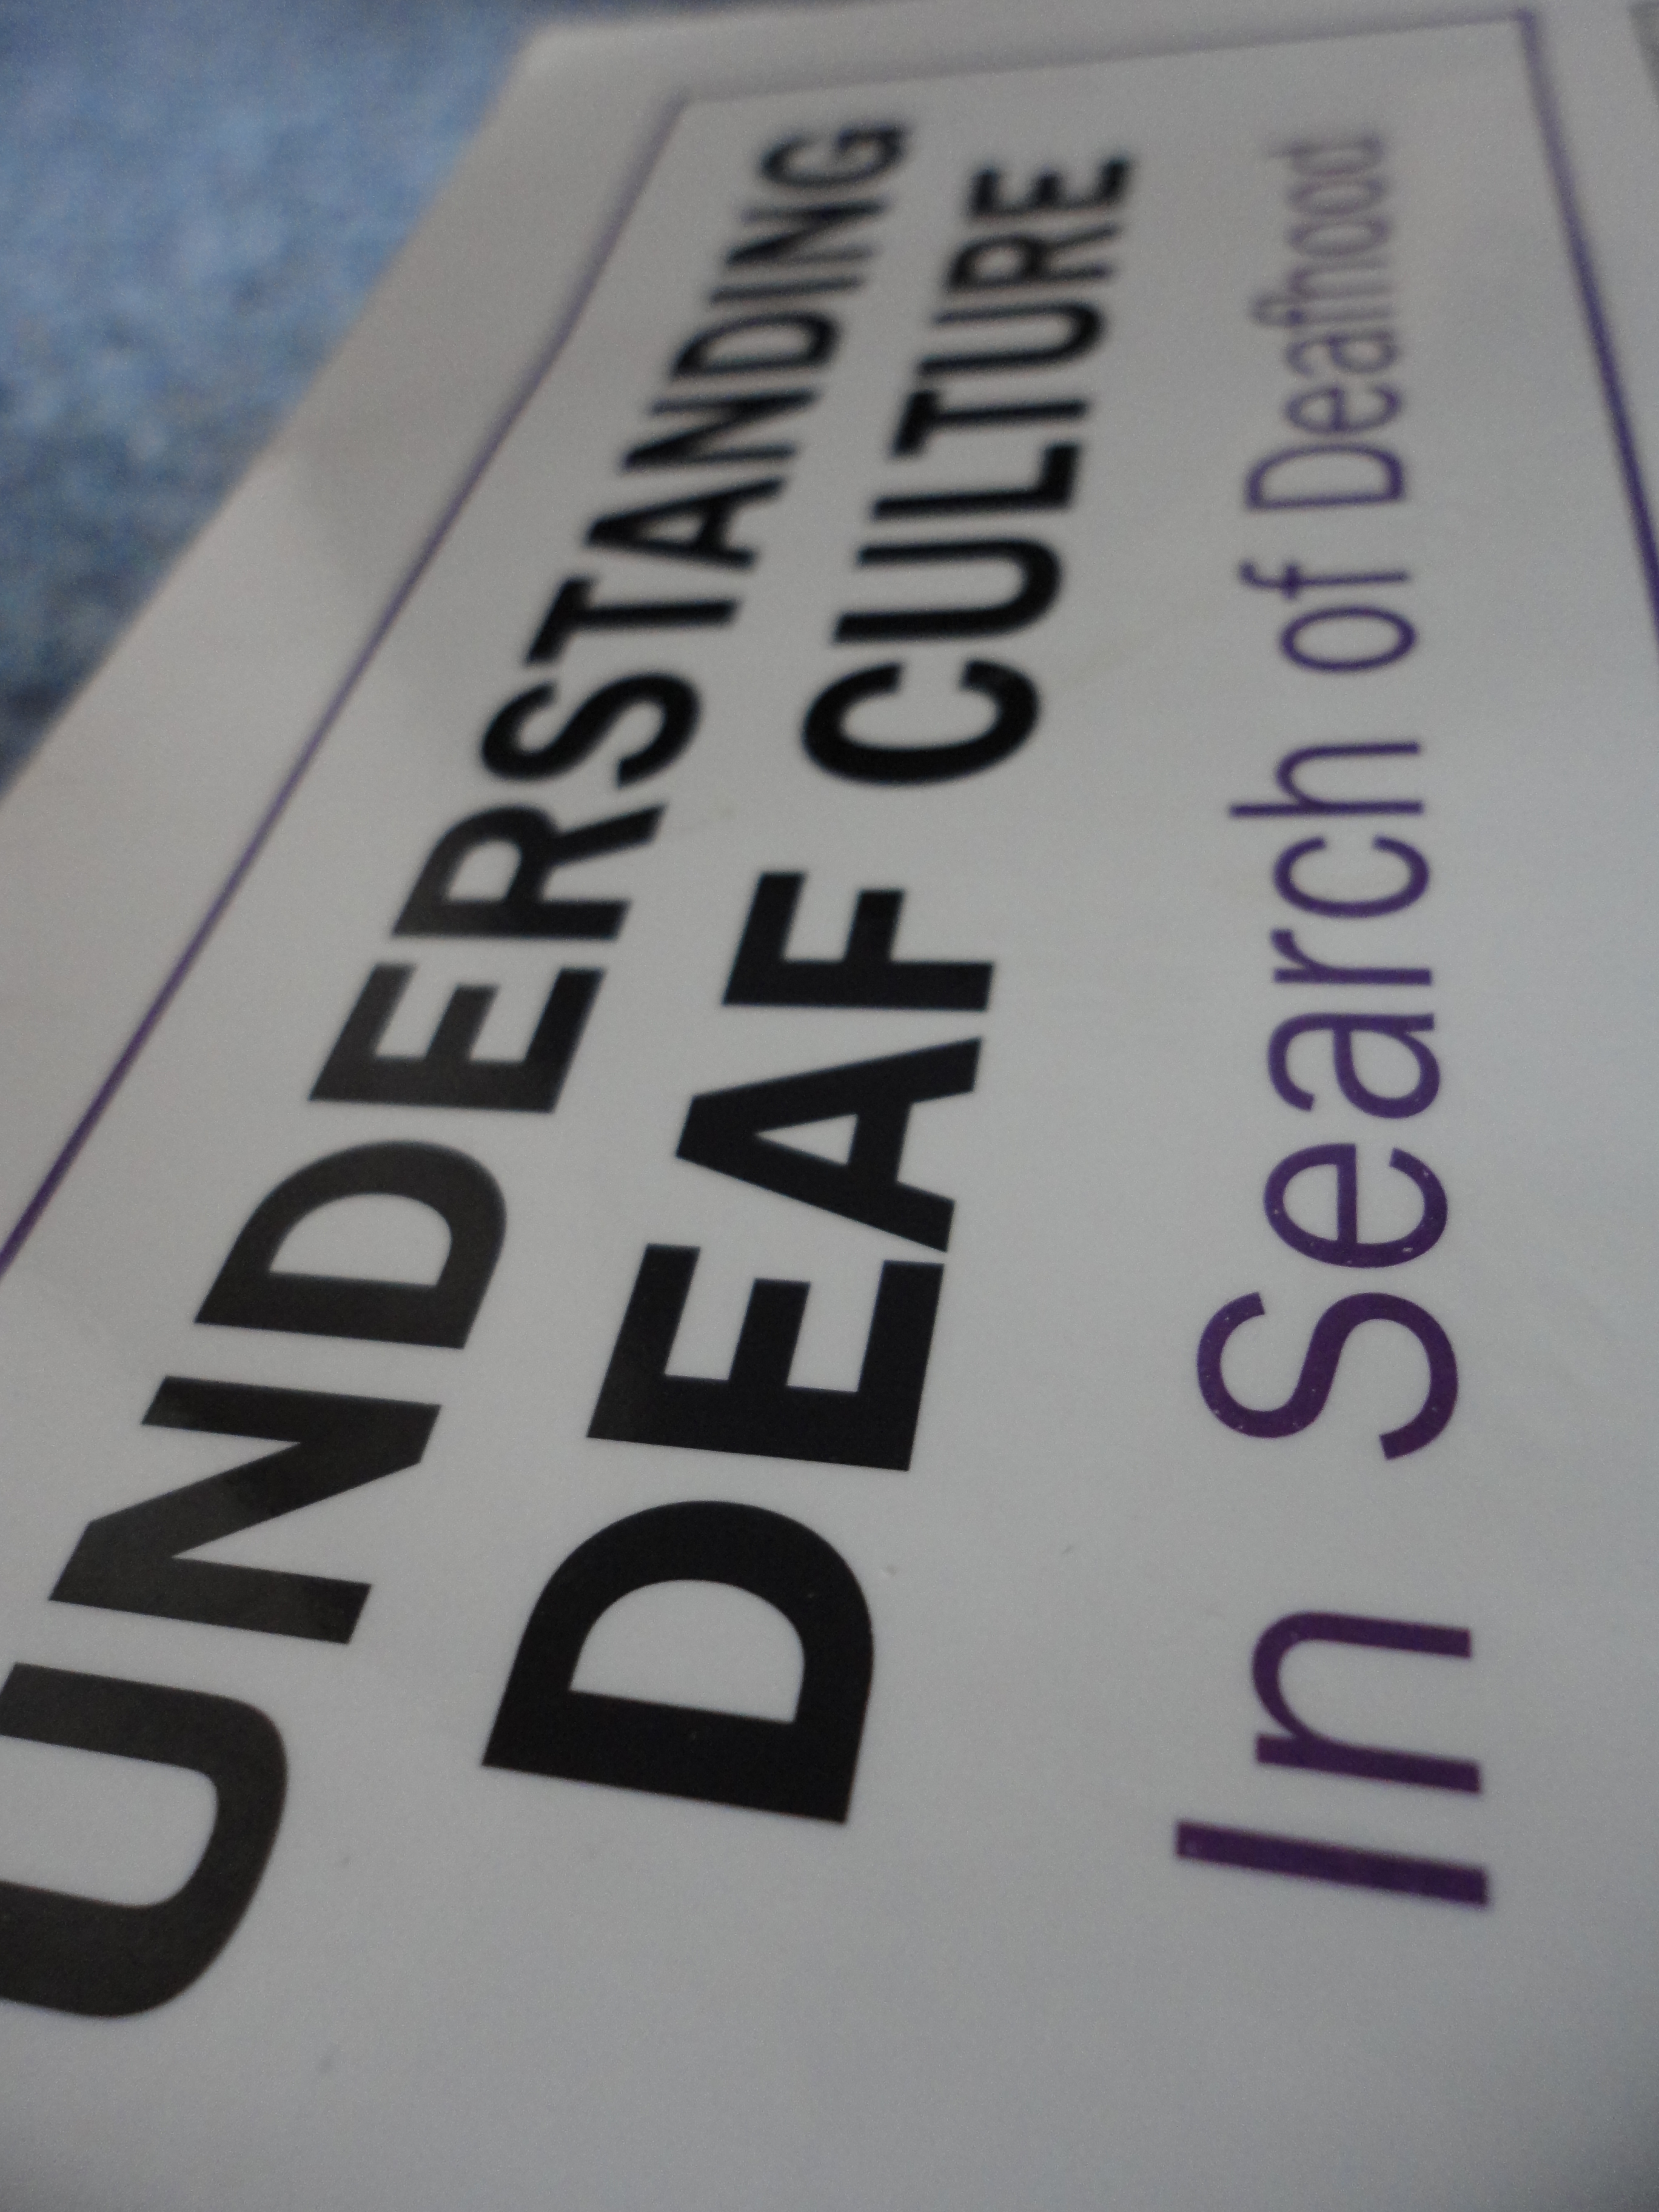 UNDERSTANDING
DEAF CULTURE
In Search of Deafhood